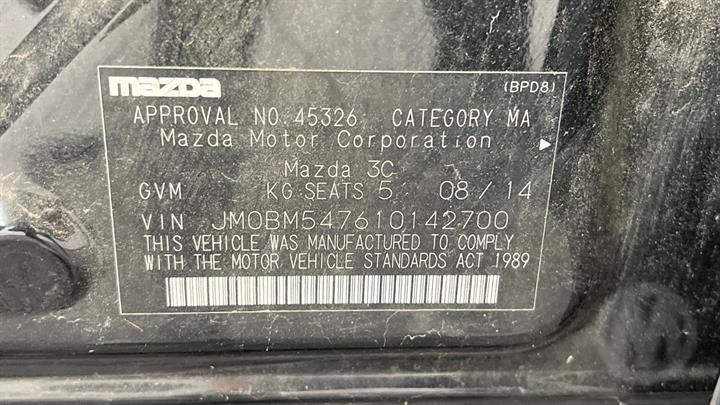 mazda (BPD8)
APPROVAL NO. 45326 CATEGORY MA
Mazda Motor Corporation
Mazda 3C
GVM KG SEATS 5 08 / 14
VIN JM0BM547610142700
THIS VEHICLE WAS MANUFACTURED TO COMPLY
WITH THE MOTOR VEHICLE STANDARDS ACT 1989